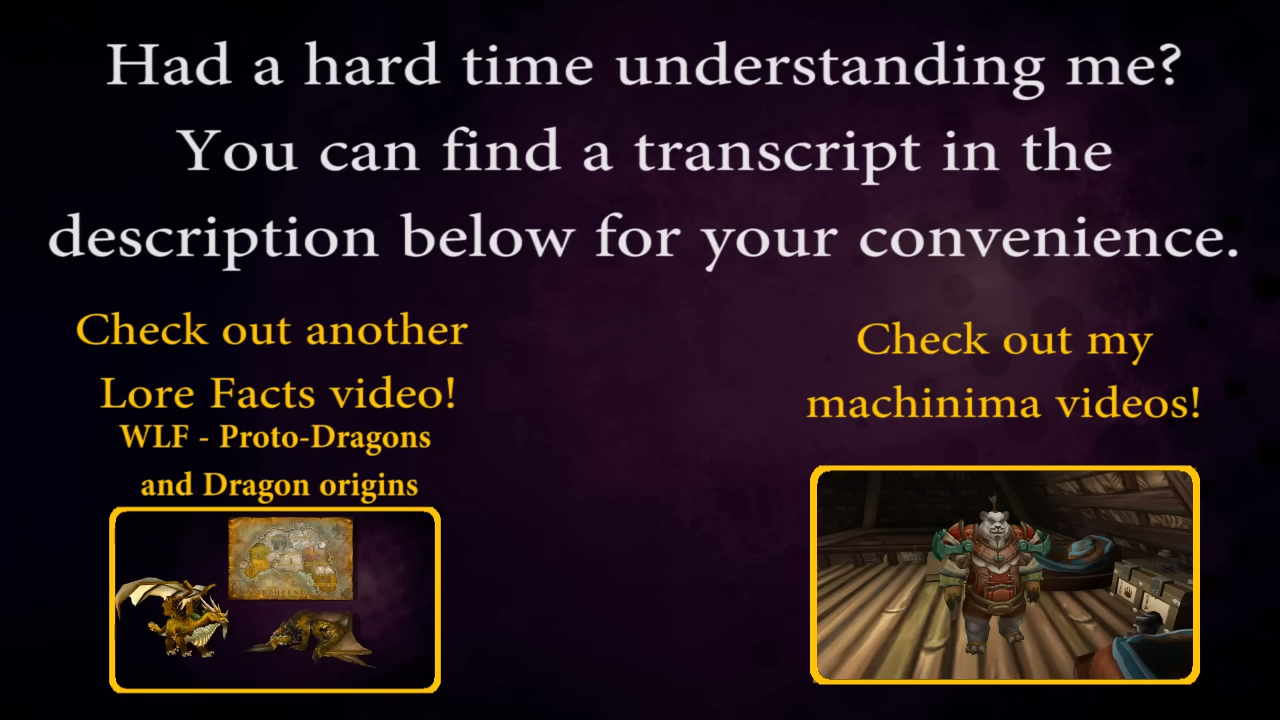 Had a hard time understanding me?
You can find a transcript in the
description below for your convenience.
Check out another
Lore Facts video!
WLF - Proto-Dragons
and Dragon origins
NORTHREND
Check out my
machinima videos!